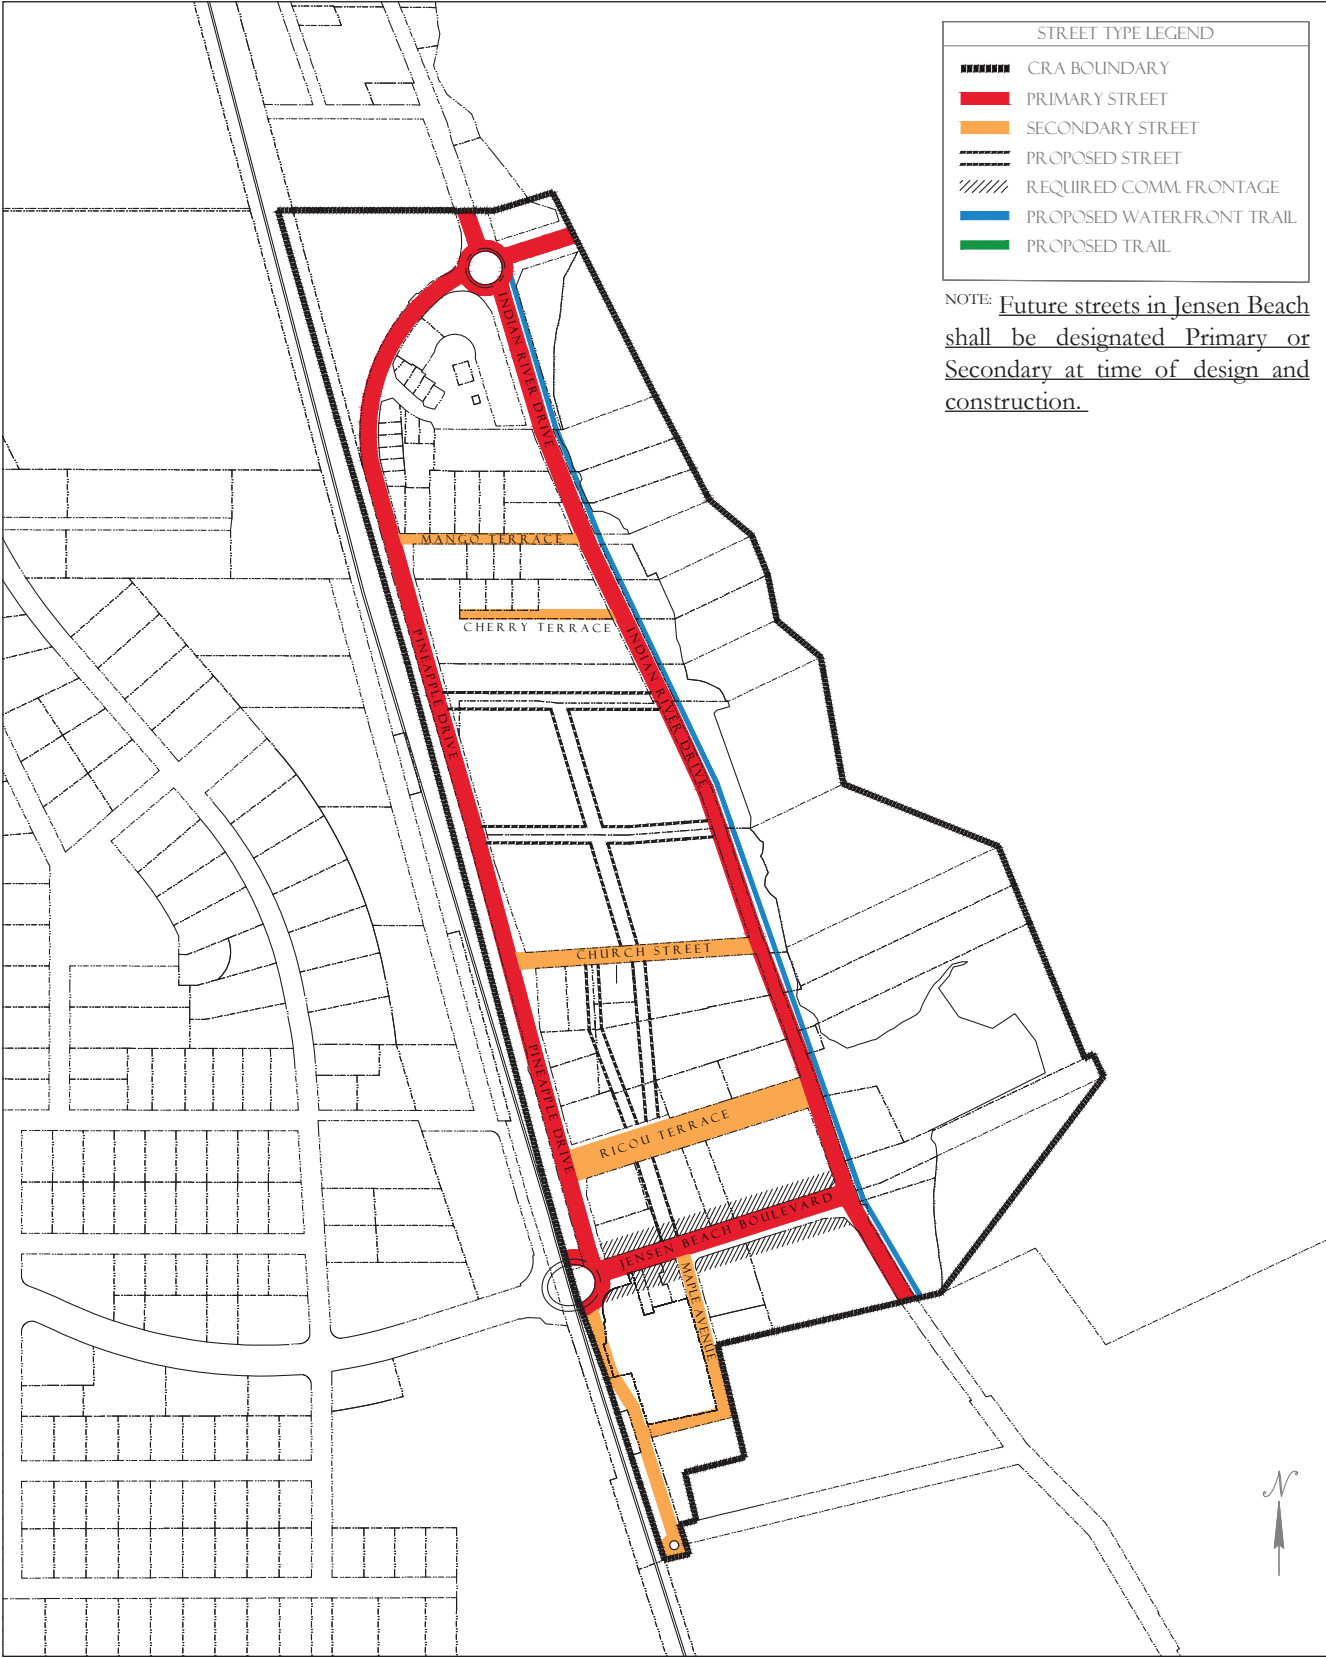 STREET TYPE LEGEND
CRA BOUNDARY
PRIMARY STREET
SECONDARY STREET
PROPOSED STREET
REQUIRED COMM. FRONTAGE
PROPOSED WATERFRONT TRAIL
PROPOSED TRAIL
NOTE: Future streets in Jensen Beach
shall be designated Primary or
Secondary at time of design and
construction.
INDIAN RIVER DRIVE
MANGO TERRACE
CHERRY TERRACE
PINEAPPLE DRIVE
INDIAN RIVER DRIVE
CHURCH STREET
PINEAPPLE DRIVE
RICOU TERRACE
JENSEN BEACH BOULEVARD
MAPLE AVENUE
N